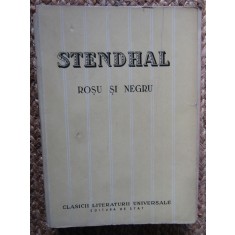 STENDHAL
ROȘU ȘI NEGRU
CLASICII LITERATURII UNIVERSALE
EDITURA DE STAT